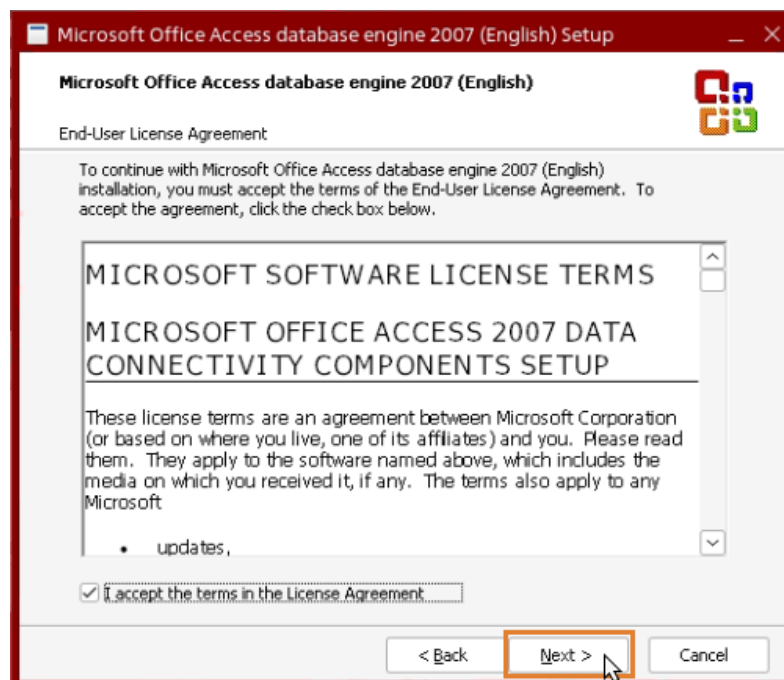 Microsoft Office Access database engine 2007 (English) Setup
Microsoft Office Access database engine 2007 (English)
End-User License Agreement
To continue with Microsoft Office Access database engine 2007 (English)
installation, you must accept the terms of the End-User License Agreement. To
accept the agreement, click the check box below.
MICROSOFT SOFTWARE LICENSE TERMS
MICROSOFT OFFICE ACCESS 2007 DATA
CONNECTIVITY COMPONENTS SETUP
These license terms are an agreement between Microsoft Corporation
(or based on where you live, one of its affiliates) and you. Please read
them. They apply to the software named above, which includes the
media on which you received it, if any. The terms also apply to any
Microsoft
• updates,
I accept the terms in the License Agreement
< Back
Next >
Cancel